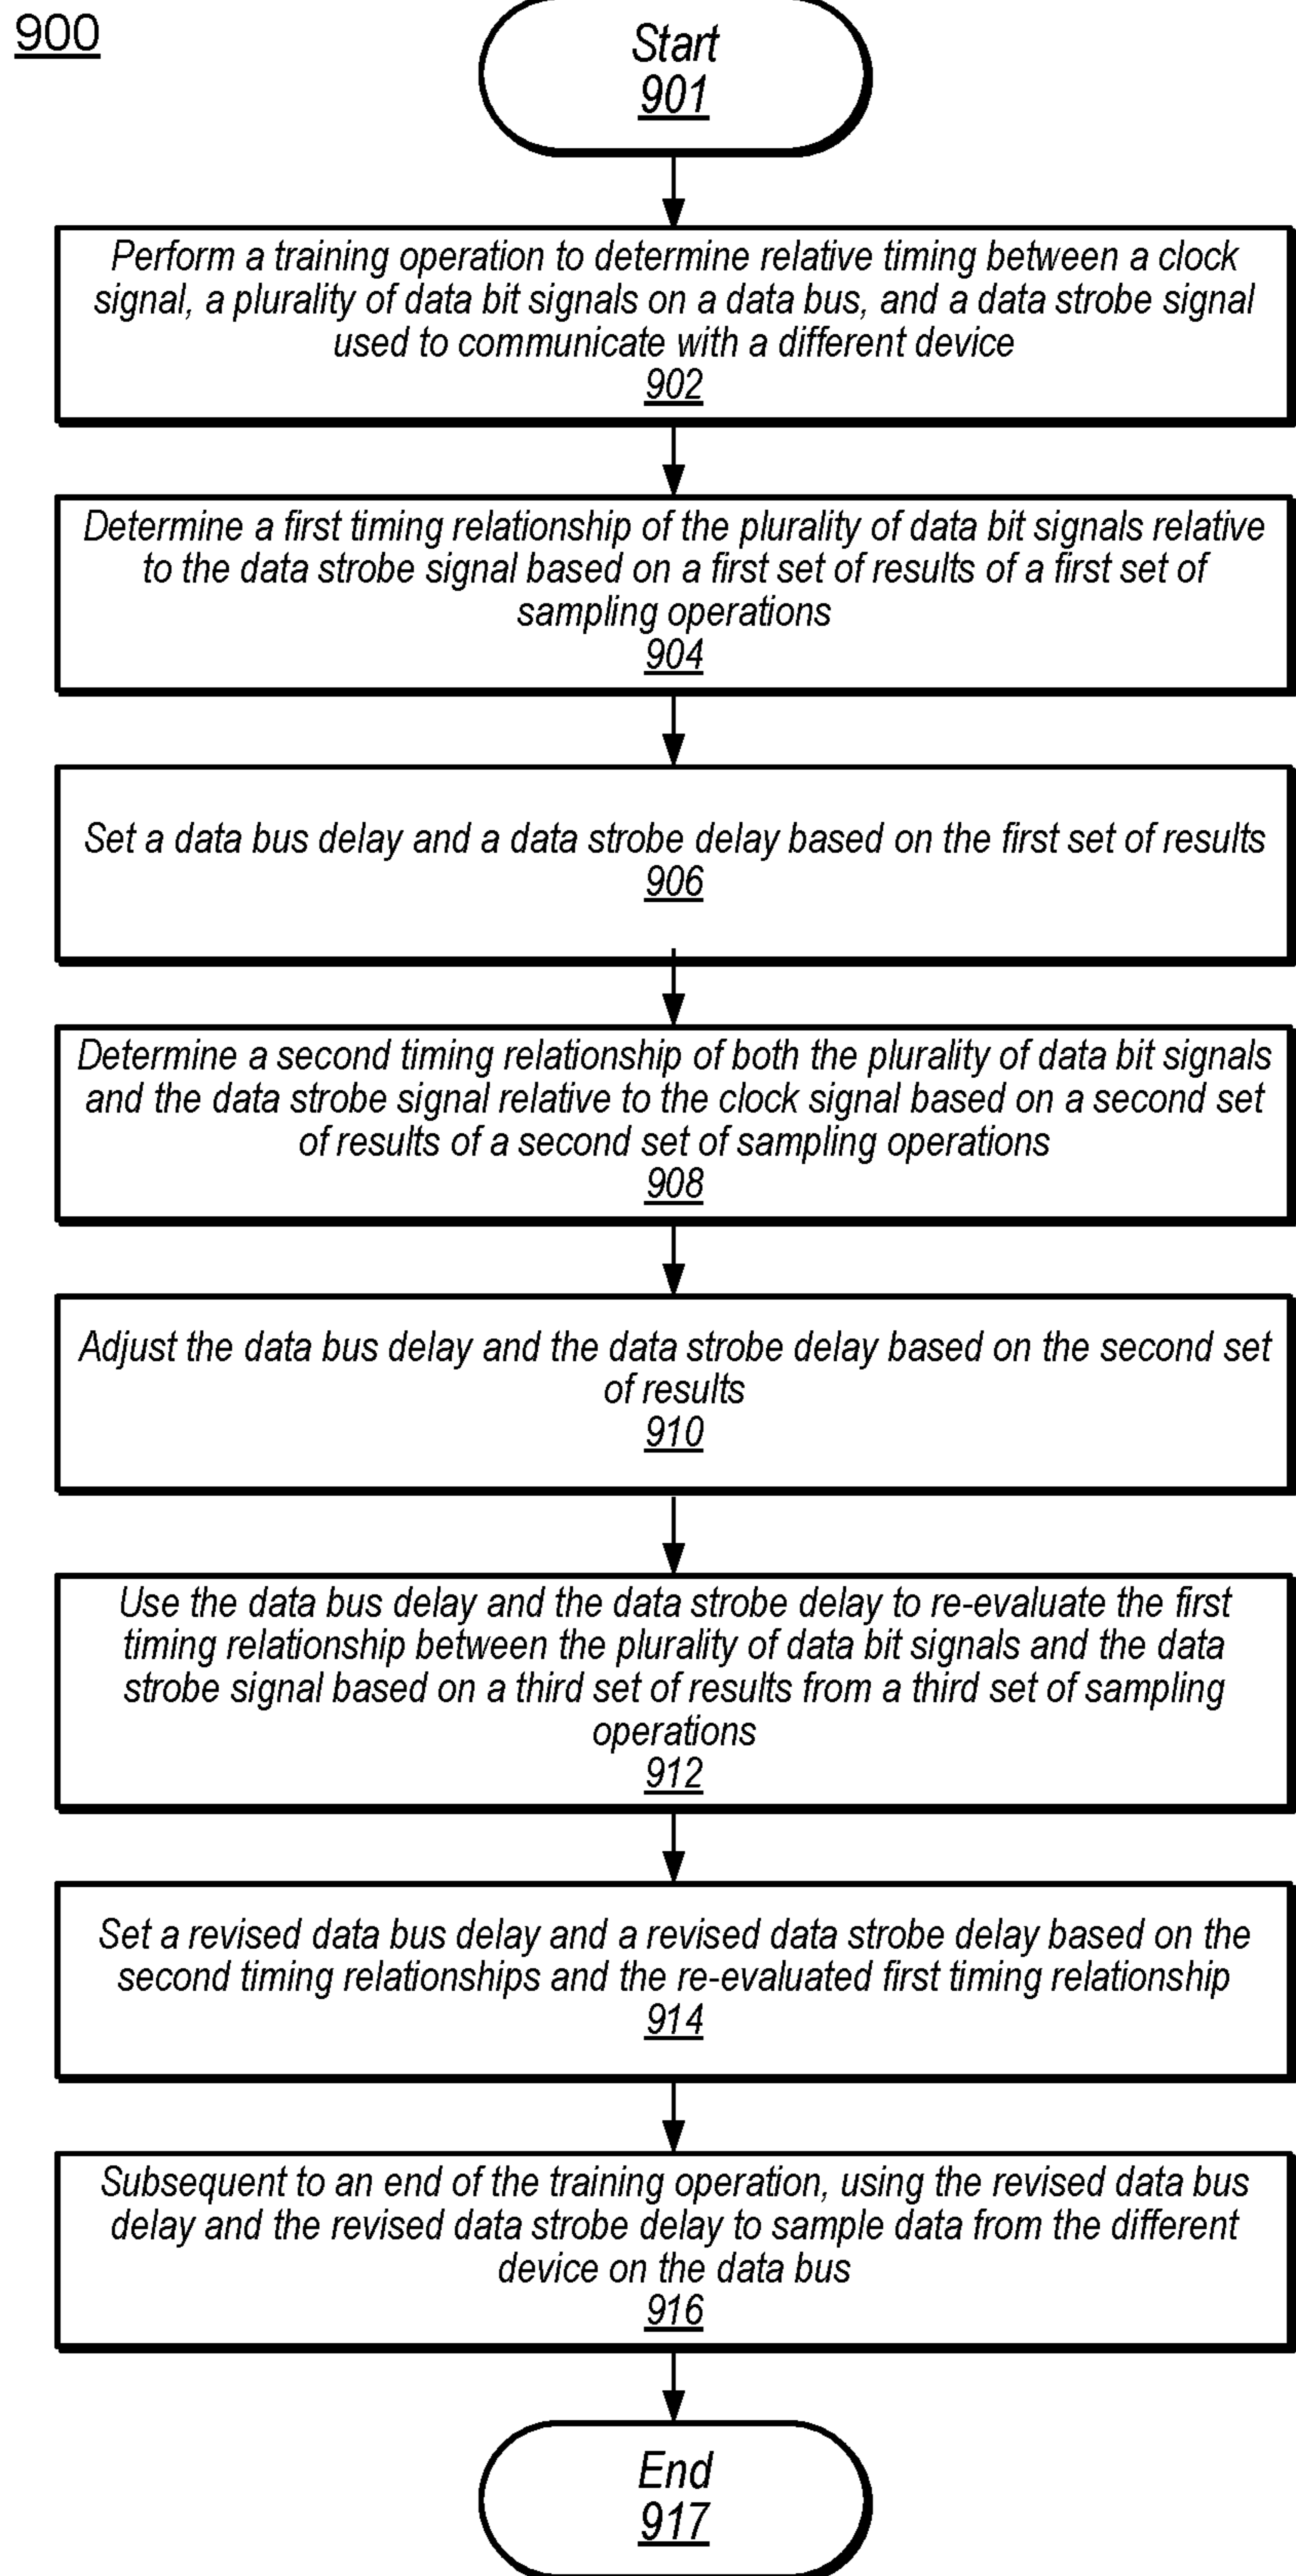 900
Start
901
Perform a training operation to determine relative timing between a clock
signal, a plurality of data bit signals on a data bus, and a data strobe signal
used to communicate with a different device
902
Determine a first timing relationship of the plurality of data bit signals relative
to the data strobe signal based on a first set of results of a first set of
sampling operations
904
Set a data bus delay and a data strobe delay based on the first set of results
906
Determine a second timing relationship of both the plurality of data bit signals
and the data strobe signal relative to the clock signal based on a second set
of results of a second set of sampling operations
908
Adjust the data bus delay and the data strobe delay based on the second set
of results
910
Use the data bus delay and the data strobe delay to re-evaluate the first
timing relationship between the plurality of data bit signals and the data
strobe signal based on a third set of results from a third set of sampling
operations
912
Set a revised data bus delay and a revised data strobe delay based on the
second timing relationships and the re-evaluated first timing relationship
914
Subsequent to an end of the training operation, using the revised data bus
delay and the revised data strobe delay to sample data from the different
device on the data bus
916
End
917